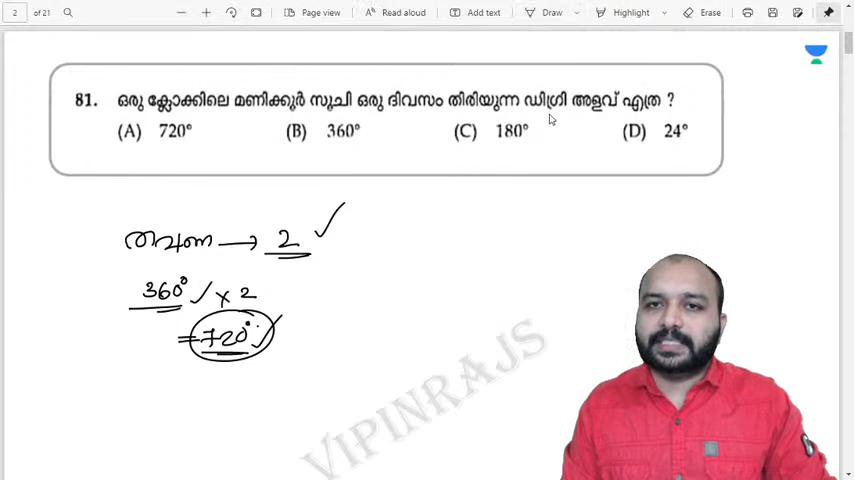 2 of 21 Page view Read aloud Add text Draw Highlight Erase
81. ഒരു ക്ലോക്കിലെ മണിക്കൂർ സൂചി ഒരു ദിവസം തിരിയുന്ന ഡിഗ്രി അളവ് എത്ര ?
(A) 720° (B) 360° (C) 180° (D) 24°
തവണ → 2 ✓
360° ✓ x 2
= 720° ✓
VIPINRAJS